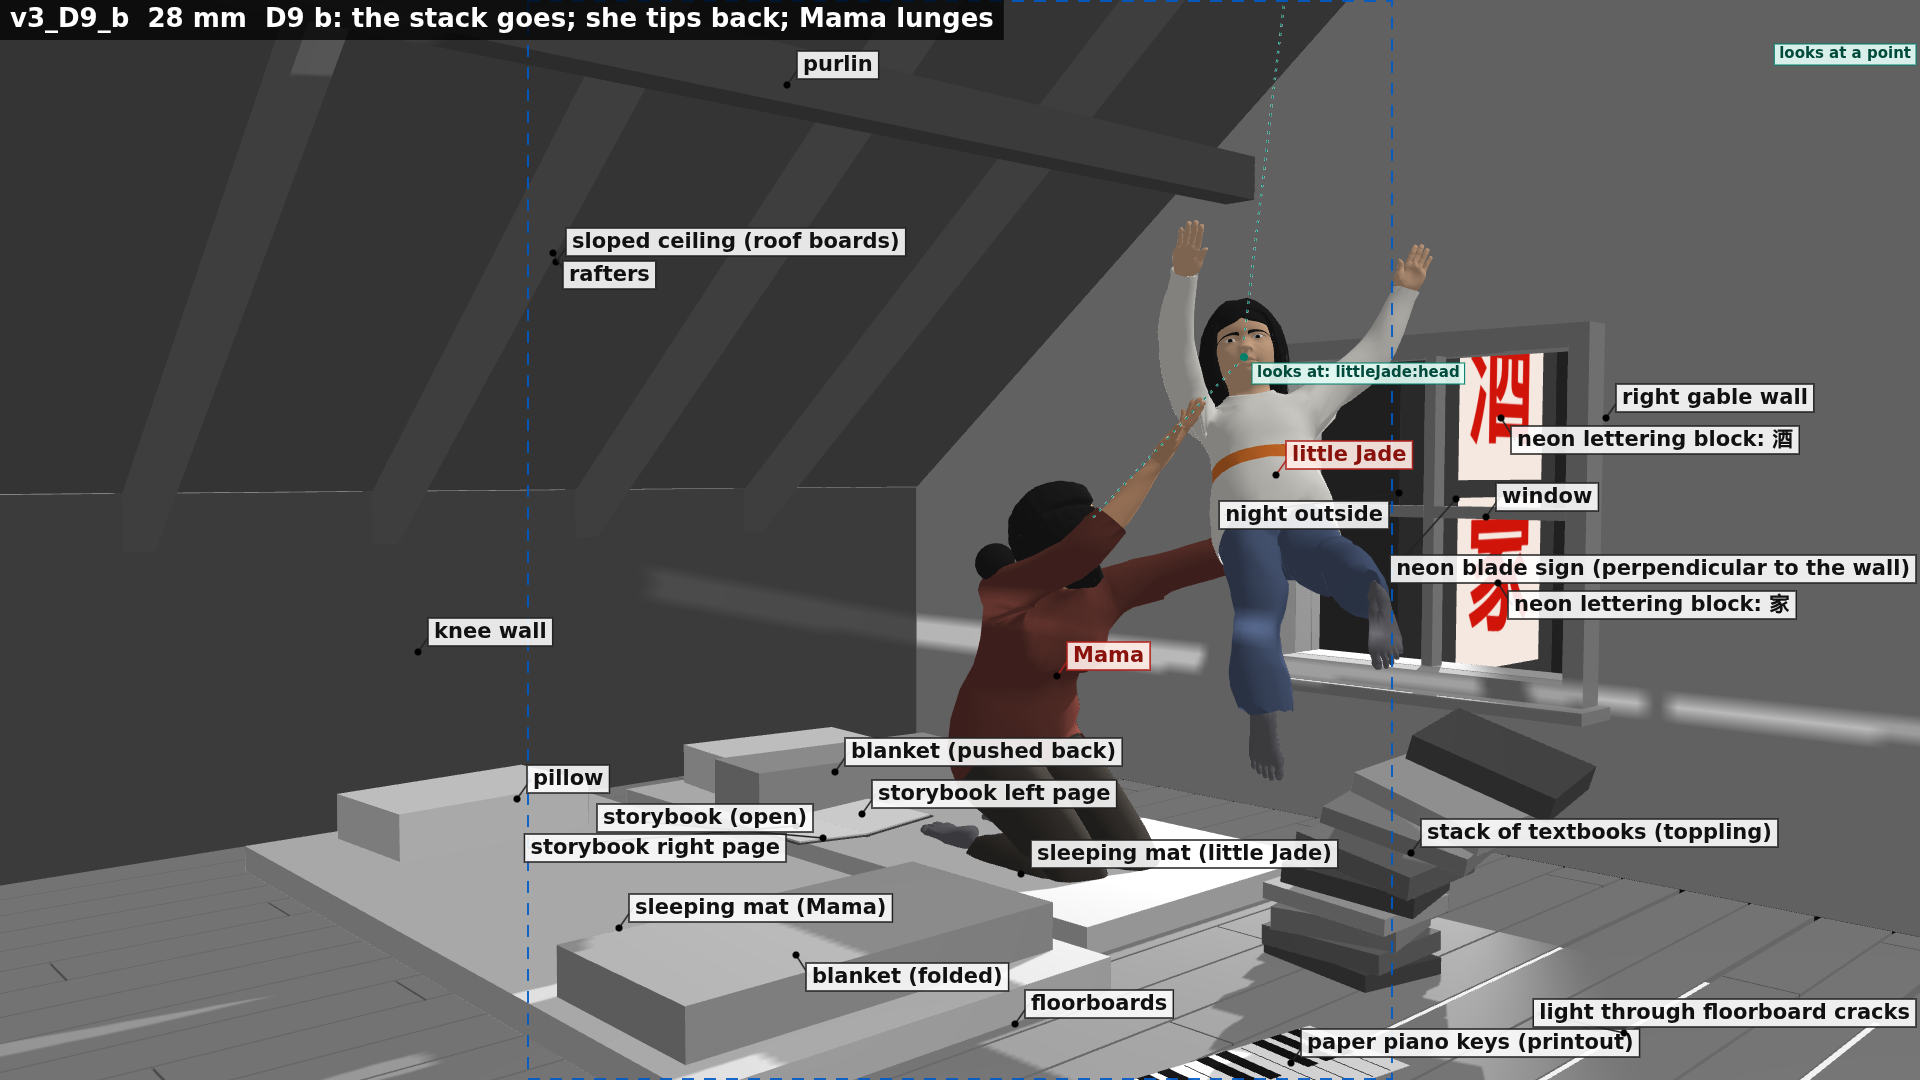 v3_D9_b 28 mm D9 b: the stack goes; she tips back; Mama lunges
looks at a point
purlin
sloped ceiling (roof boards)
rafters
looks at: littleJade:head
right gable wall
酒
neon lettering block: 酒
little Jade
window
night outside
neon blade sign (perpendicular to the wall)
家
neon lettering block: 家
knee wall
Mama
blanket (pushed back)
pillow
storybook left page
storybook (open)
stack of textbooks (toppling)
storybook right page
sleeping mat (little Jade)
sleeping mat (Mama)
blanket (folded)
floorboards
light through floorboard cracks
paper piano keys (printout)